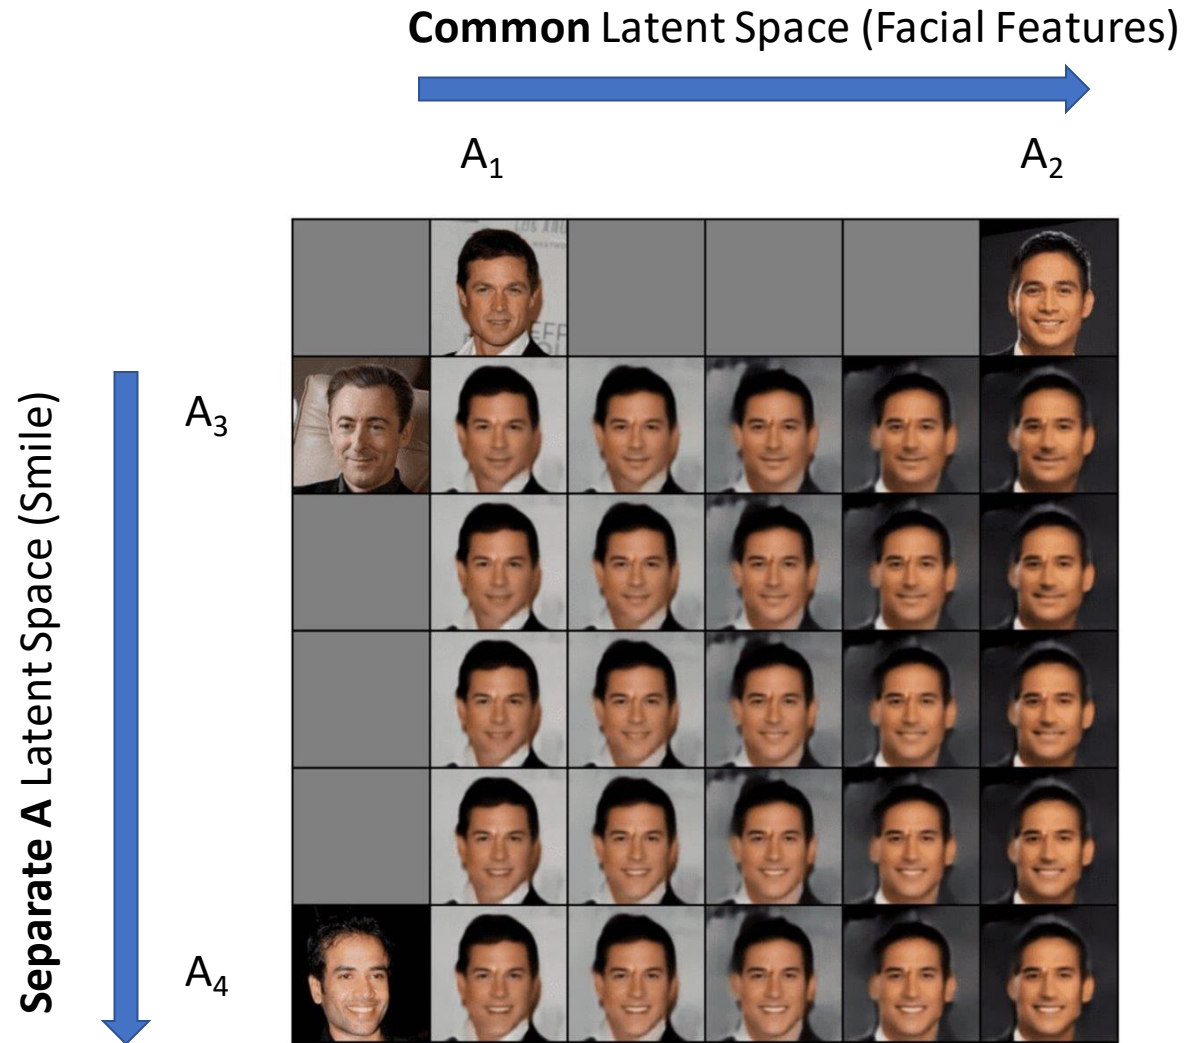 Common Latent Space (Facial Features)
A₁
A₂
A₃
A₄
Separate A Latent Space (Smile)